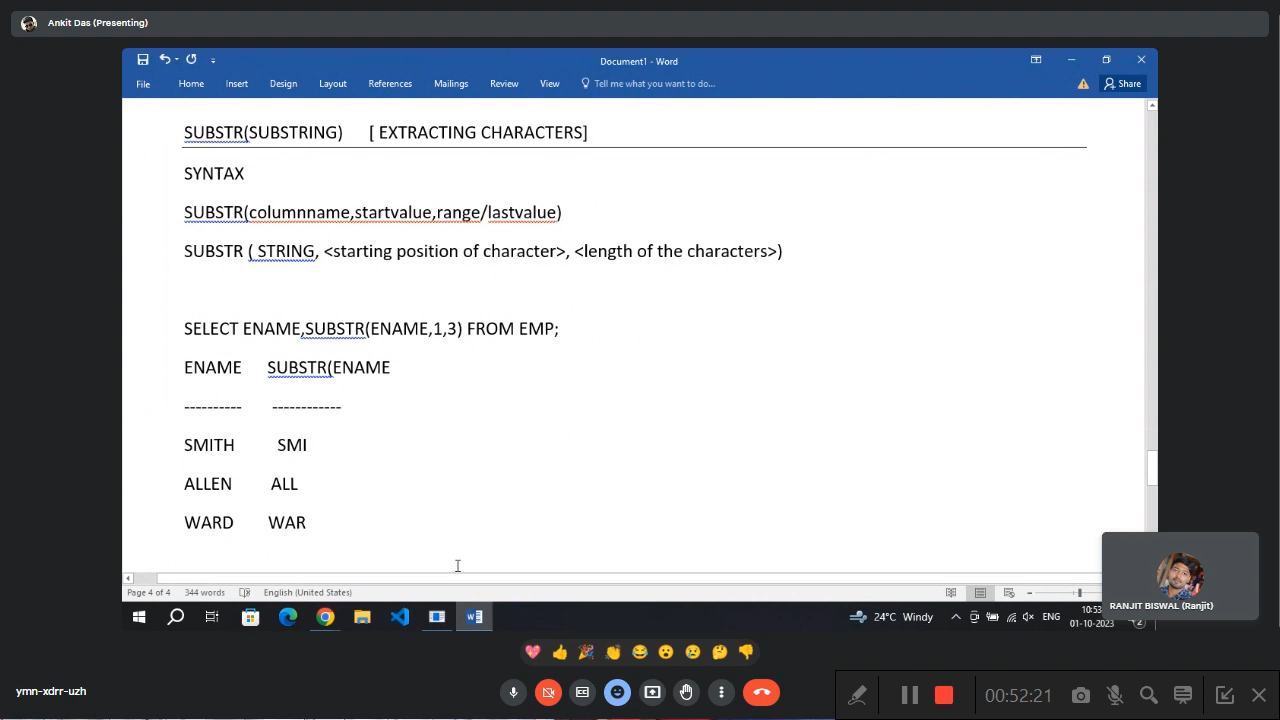 Ankit Das (Presenting)
Document1 - Word
File Home Insert Design Layout References Mailings Review View Tell me what you want to do... Share
SUBSTR(SUBSTRING) [ EXTRACTING CHARACTERS]
SYNTAX
SUBSTR(columnname,startvalue,range/lastvalue)
SUBSTR ( STRING, <starting position of character>, <length of the characters>)
SELECT ENAME,SUBSTR(ENAME,1,3) FROM EMP;
ENAME SUBSTR(ENAME
---------- ------------
SMITH SMI
ALLEN ALL
WARD WAR
RANJIT BISWAL (Ranjit)
Page 4 of 4 344 words English (United States)
24°C Windy ENG 10:53
01-10-2023
ymn-xdrr-uzh
00:52:21